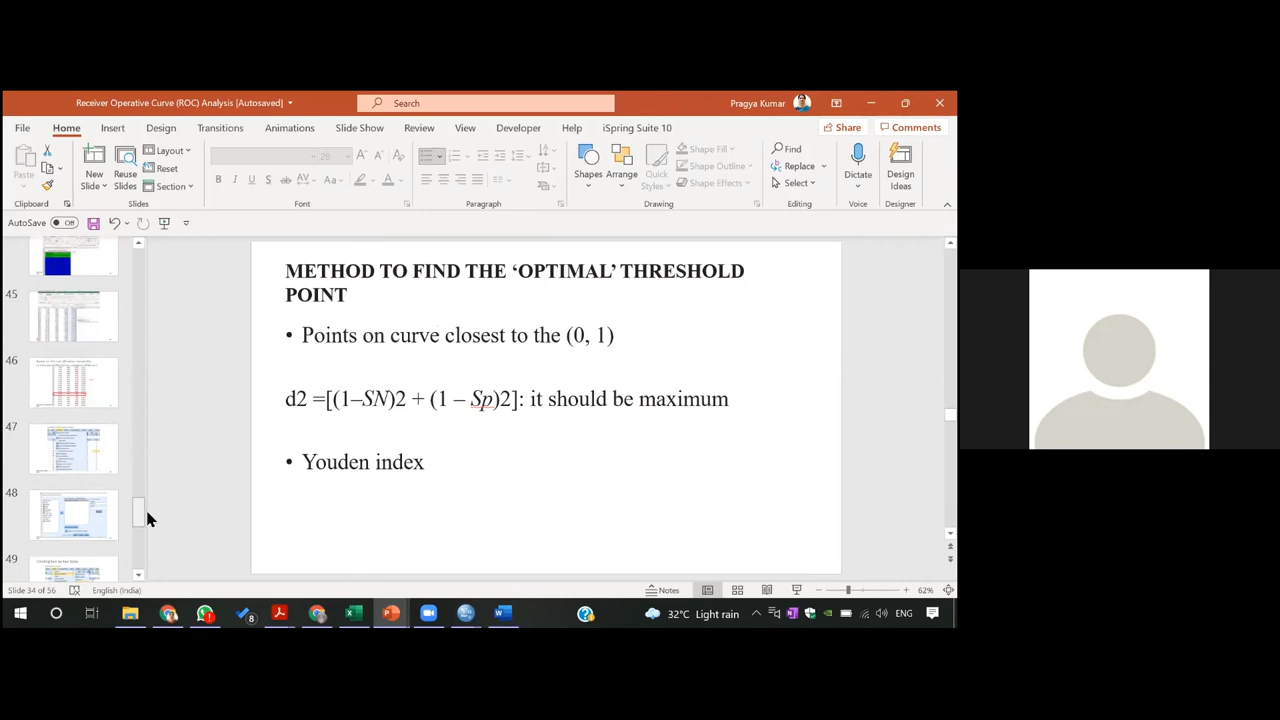 Receiver Operative Curve (ROC) Analysis [Autosaved]
Search
Pragya Kumar
File Home Insert Design Transitions Animations Slide Show Review View Developer Help iSpring Suite 10
Share Comments
Paste
New Slide
Reuse Slides
Layout
Reset
Section
28
Shapes
Arrange
Quick Styles
Shape Fill
Shape Outline
Shape Effects
Find
Replace
Select
Dictate
Design Ideas
Clipboard Slides Font Paragraph Drawing Editing Voice Designer
AutoSave Off
45
46
47
48
49
METHOD TO FIND THE ‘OPTIMAL’ THRESHOLD
POINT
• Points on curve closest to the (0, 1)
d2 =[(1–SN)2 + (1 – Sp)2]: it should be maximum
• Youden index
Slide 34 of 56 English (India) Notes 62%
8 32°C Light rain ENG